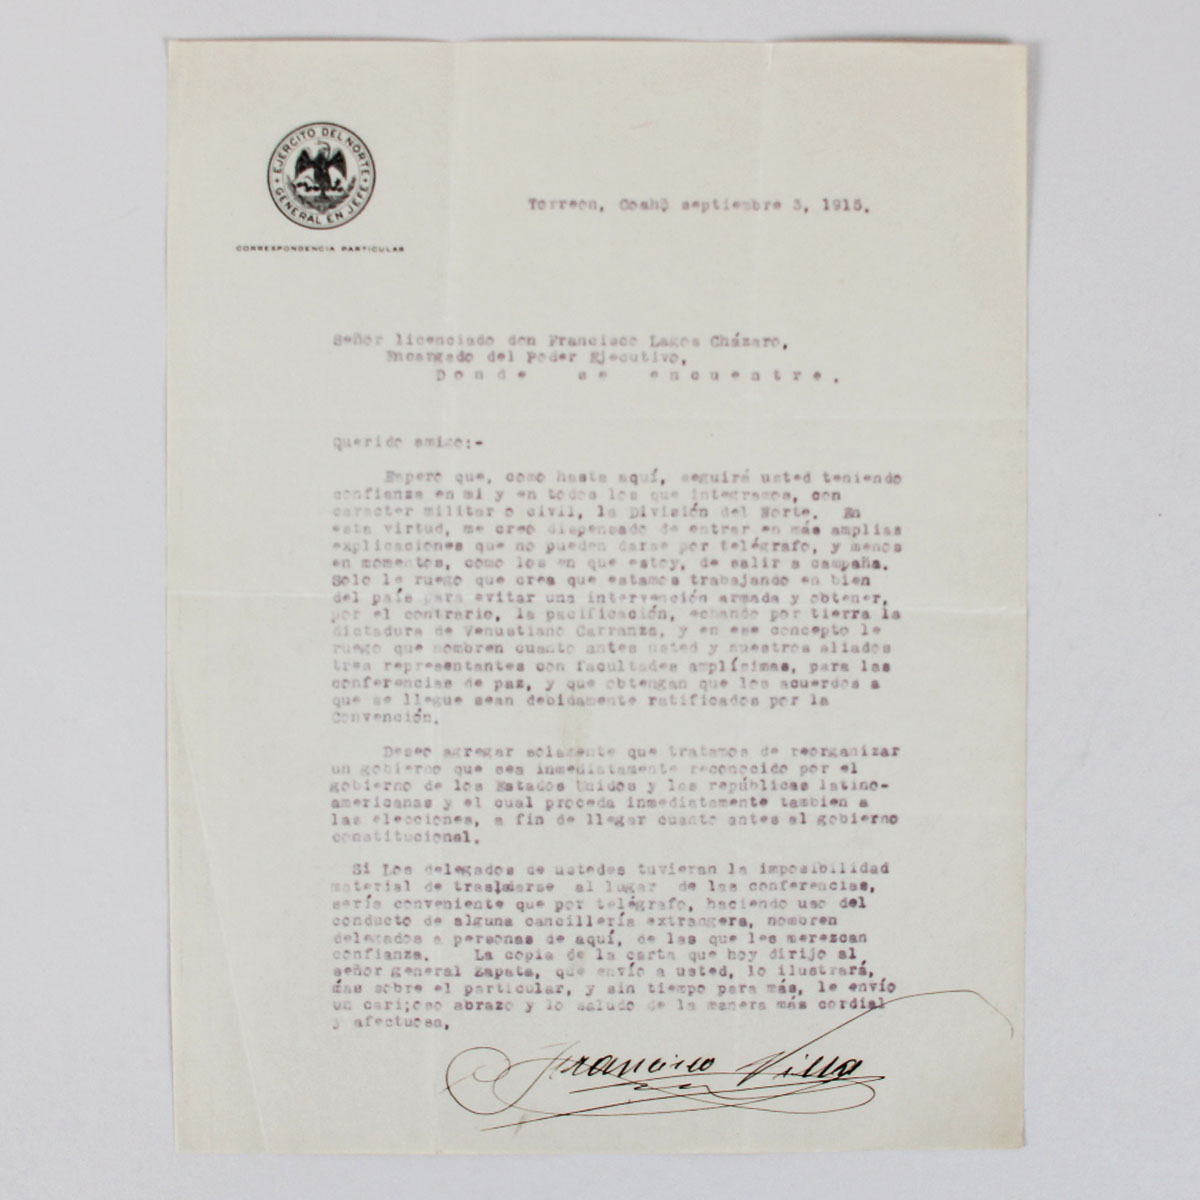 EJERCITO DEL NORTE
GENERAL EN JEFE
CORRESPONDENCIA PARTICULAR
Torreon, Coahü septiembre 3, 1915.
Señor licenciado don Francisco Lagos Cházaro,
Encargado del Poder Ejecutivo,
Donde se encuentre.
Querido amigo:-
Espero que, como hasta aquí, seguirá usted teniendo
confianza en mi y en todos los que integramos, con
caracter militar o civil, la División del Norte. En
esta virtud, me creo dispensado de entrar en más amplias
explicaciones que no pueden darse por telégrafo, y menos
en momentos, como los en que estoy, de salir a campaña.
Solo le ruego que crea que estamos trabajando en bien
del país para evitar una intervención armada y obtener,
por el contrario, la pacificación, echando por tierra la
dictadura de Venustiano Carranza, y en ese concepto le
ruego que nombren cuanto antes usted y nuestros aliados
tres representantes con facultades amplísimas, para las
conferencias de paz, y que obtengan que los acuerdos a
que se llegue sean debidamente ratificados por la
Convención.
Deseo agregar solamente que tratamos de reorganizar
un gobierno que sea inmediatamente reconocido por el
gobierno de los Estados Unidos y las repúblicas latino-
americanas y el cual proceda inmediatamente tambien a
las elecciones, a fin de llegar cuanto antes al gobierno
constitucional.
Si Los delegados de ustedes tuvieran la imposibilidad
material de trasladarse al lugar de las conferencias,
sería conveniente que por telégrafo, haciendo uso del
conducto de alguna cancillería extrangera, nombren
delegados a personas de aquí, de las que les merezcan
confianza. La copia de la carta que hoy dirijo al
señor general Zapata, que envío a usted, lo ilustrará,
más sobre el particular, y sin tiempo para más, le envío
un cariñoso abrazo y lo saludo de la manera más cordial
y afectuosa.
Francisco Villa